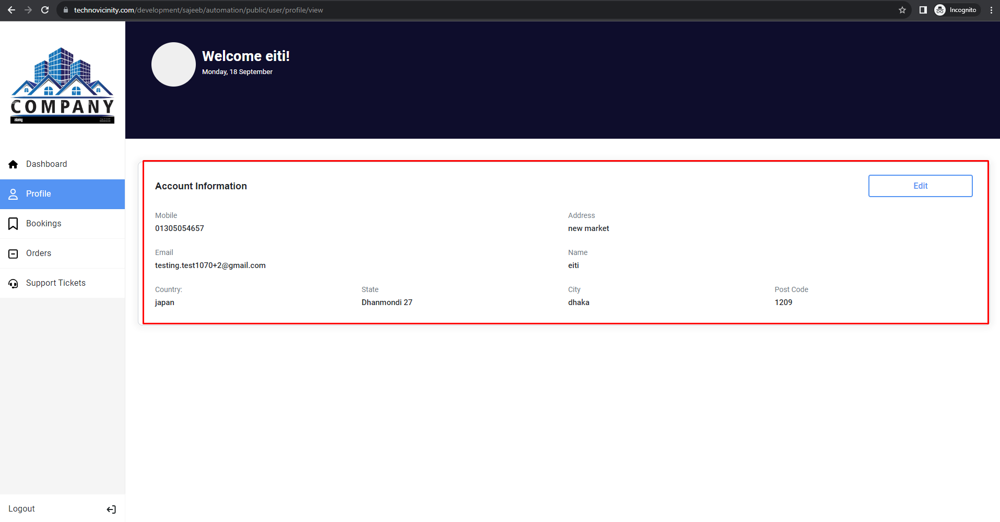 technovicinity.com/development/sajeeb/automation/public/user/profile/view
Incognito
COMPANY
alamy
Welcome eiti!
Monday, 18 September
Dashboard
Profile
Bookings
Orders
Support Tickets
Account Information
Edit
Mobile
01305054657
Address
new market
Email
testing.test1070+2@gmail.com
Name
eiti
Country:
japan
State
Dhanmondi 27
City
dhaka
Post Code
1209
Logout